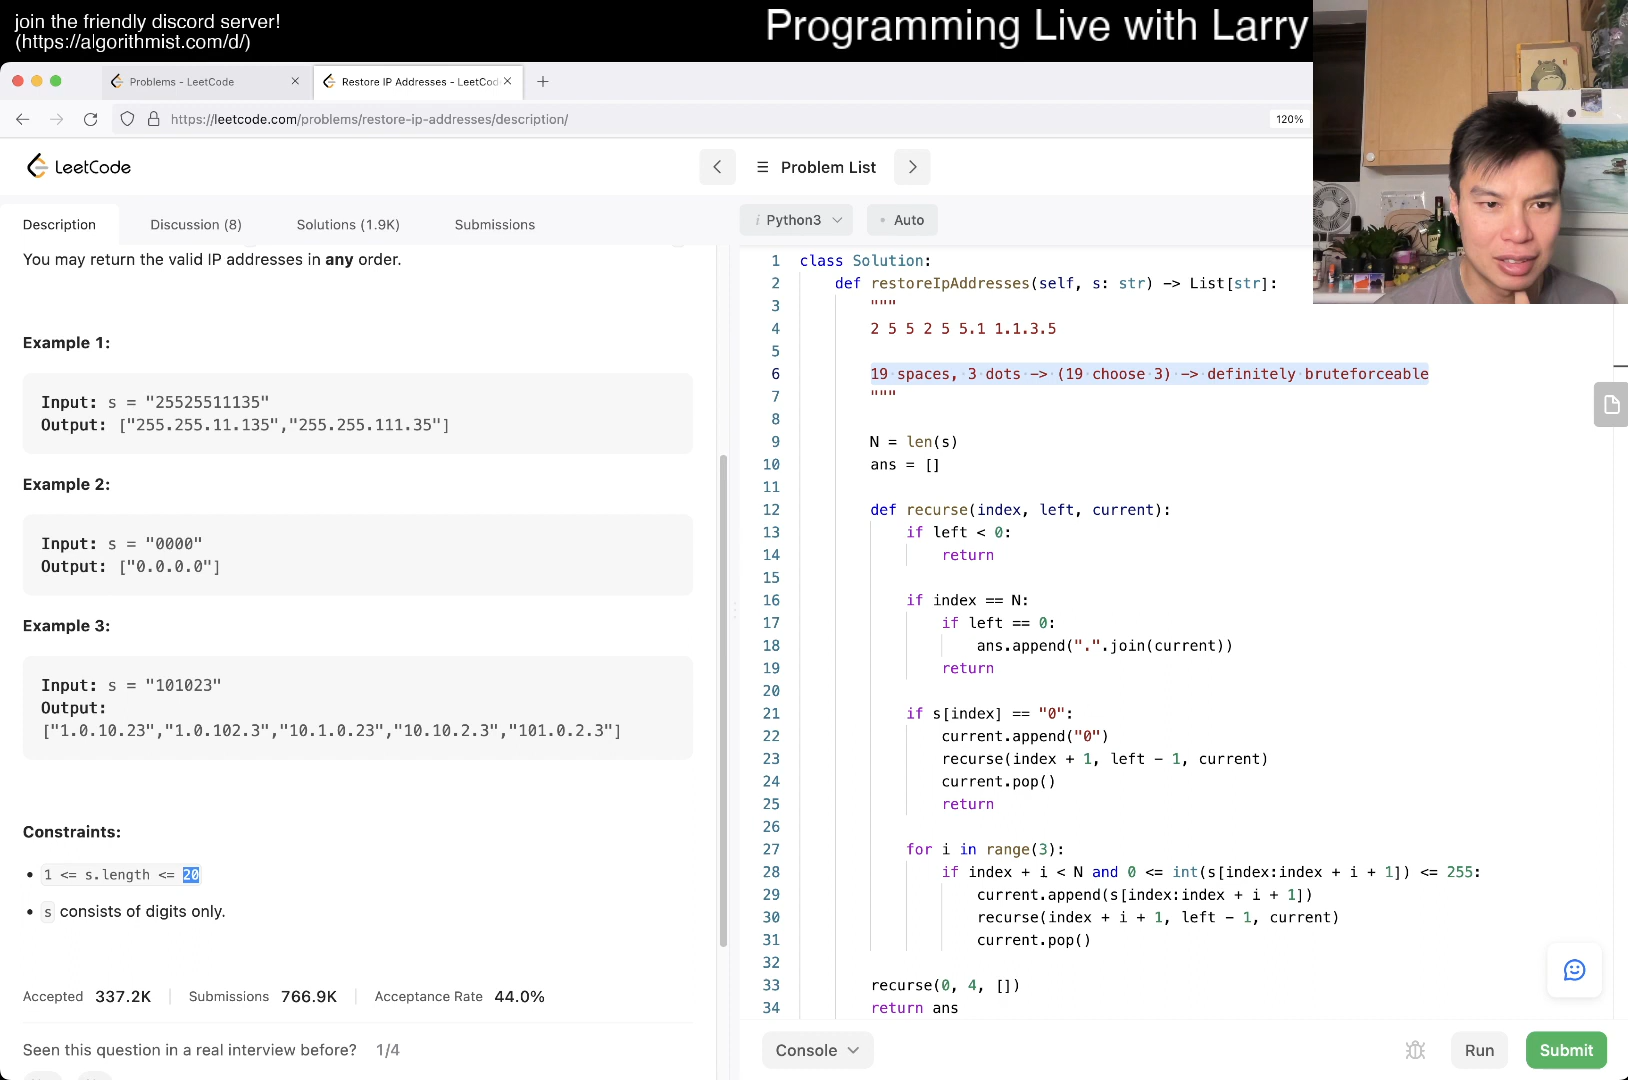 join the friendly discord server!
(https://algorithmist.com/d/)
Programming Live with Larry
Problems - LeetCode
Restore IP Addresses - LeetCod
https://leetcode.com/problems/restore-ip-addresses/description/
120%
LeetCode
Problem List
Description
Discussion (8)
Solutions (1.9K)
Submissions
Python3
Auto
You may return the valid IP addresses in any order.
Example 1:
Input: s = "25525511135"
Output: ["255.255.11.135","255.255.111.35"]
Example 2:
Input: s = "0000"
Output: ["0.0.0.0"]
Example 3:
Input: s = "101023"
Output:
["1.0.10.23","1.0.102.3","10.1.0.23","10.10.2.3","101.0.2.3"]
Constraints:
• 1 <= s.length <= 20
• s consists of digits only.
Accepted 337.2K | Submissions 766.9K | Acceptance Rate 44.0%
Seen this question in a real interview before? 1/4
1 class Solution:
2 def restoreIpAddresses(self, s: str) -> List[str]:
3 """
4 2 5 5 2 5 5.1 1.1.3.5
5
6 19 spaces, 3 dots -> (19 choose 3) -> definitely bruteforceable
7 """
8
9 N = len(s)
10 ans = []
11
12 def recurse(index, left, current):
13 if left < 0:
14 return
15
16 if index == N:
17 if left == 0:
18 ans.append(".".join(current))
19 return
20
21 if s[index] == "0":
22 current.append("0")
23 recurse(index + 1, left - 1, current)
24 current.pop()
25 return
26
27 for i in range(3):
28 if index + i < N and 0 <= int(s[index:index + i + 1]) <= 255:
29 current.append(s[index:index + i + 1])
30 recurse(index + i + 1, left - 1, current)
31 current.pop()
32
33 recurse(0, 4, [])
34 return ans
Console
Run
Submit